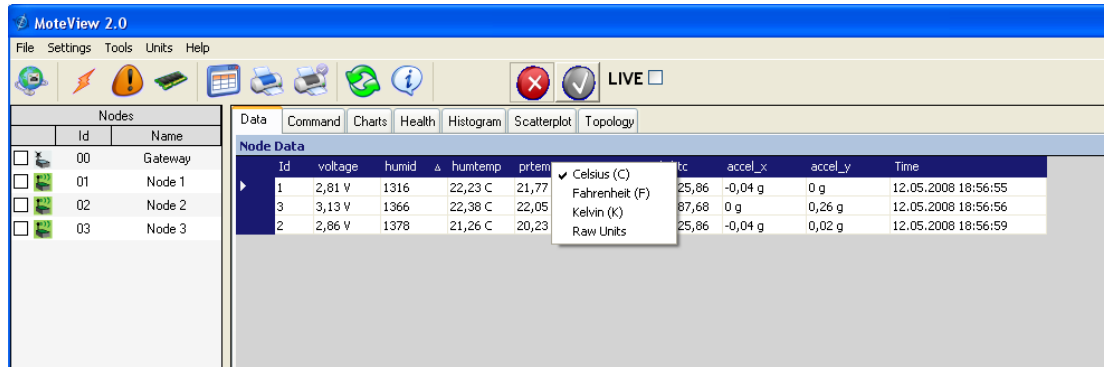 MoteView 2.0
File Settings Tools Units Help
LIVE
Nodes
Id Name
00 Gateway
01 Node 1
02 Node 2
03 Node 3
Data Command Charts Health Histogram Scatterplot Topology
Node Data
Id voltage humid humtemp prtem tc accel_x accel_y Time
1 2,81 V 1316 22,23 C 21,77 25,86 -0,04 g 0 g 12.05.2008 18:56:55
3 3,13 V 1366 22,38 C 22,05 87,68 0 g 0,26 g 12.05.2008 18:56:56
2 2,86 V 1378 21,26 C 20,23 25,86 -0,04 g 0,02 g 12.05.2008 18:56:59
Celsius (C)
Fahrenheit (F)
Kelvin (K)
Raw Units